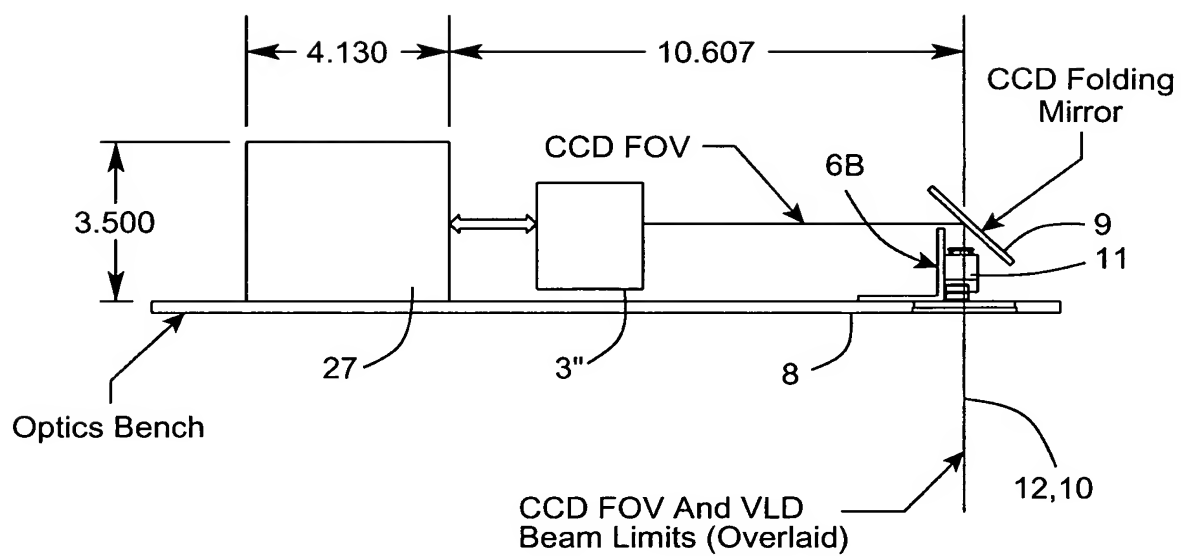 4.130
10.607
CCD Folding
Mirror
CCD FOV
6B
3.500
9
11
27
3"
8
Optics Bench
12,10
CCD FOV And VLD
Beam Limits (Overlaid)